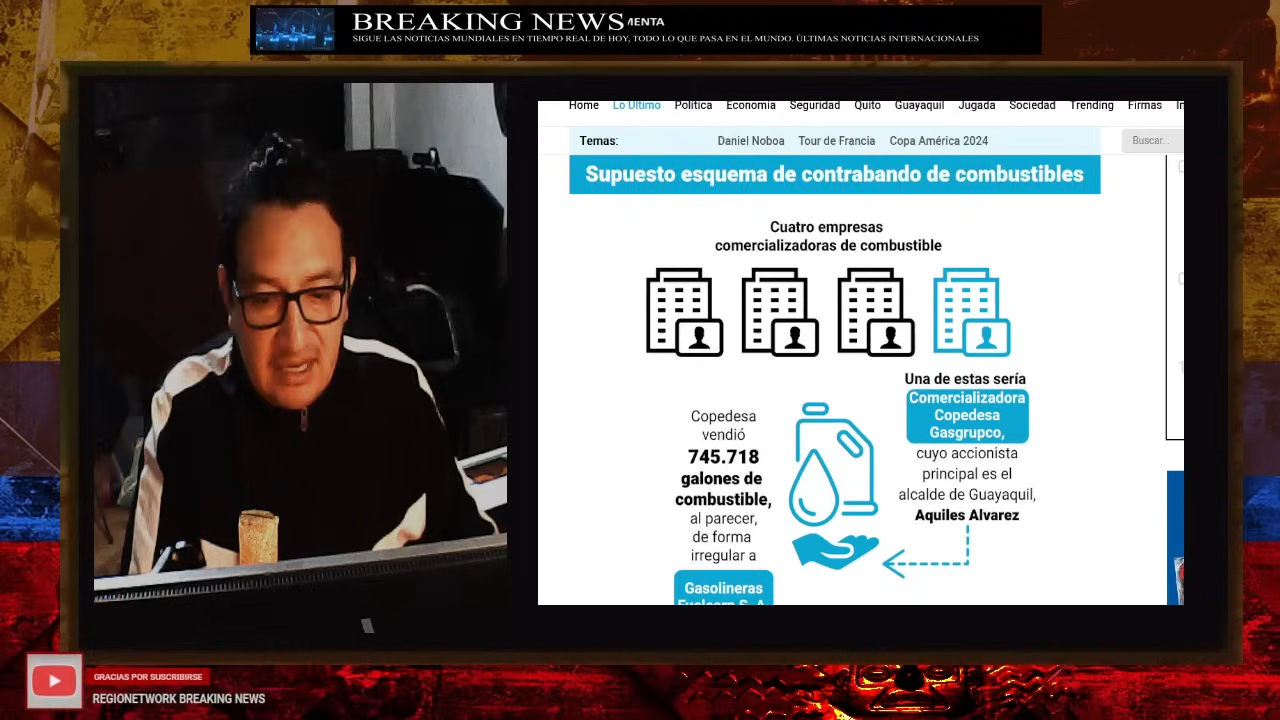 BREAKING NEWS
MENTA
SIGUE LAS NOTICIAS MUNDIALES EN TIEMPO REAL DE HOY, TODO LO QUE PASA EN EL MUNDO. ÚLTIMAS NOTICIAS INTERNACIONALES
Home Lo Último Política Economía Seguridad Quito Guayaquil Jugada Sociedad Trending Firmas
Temas: Daniel Noboa Tour de Francia Copa América 2024 Buscar...
Supuesto esquema de contrabando de combustibles
Cuatro empresas
comercializadoras de combustible
Una de estas sería
Comercializadora
Copedesa
Gasgrupco,
cuyo accionista
principal es el
alcalde de Guayaquil,
Aquiles Alvarez
Copedesa
vendió
745.718
galones de
combustible,
al parecer,
de forma
irregular a
Gasolineras
GRACIAS POR SUSCRIBIRSE
REGIONETWORK BREAKING NEWS